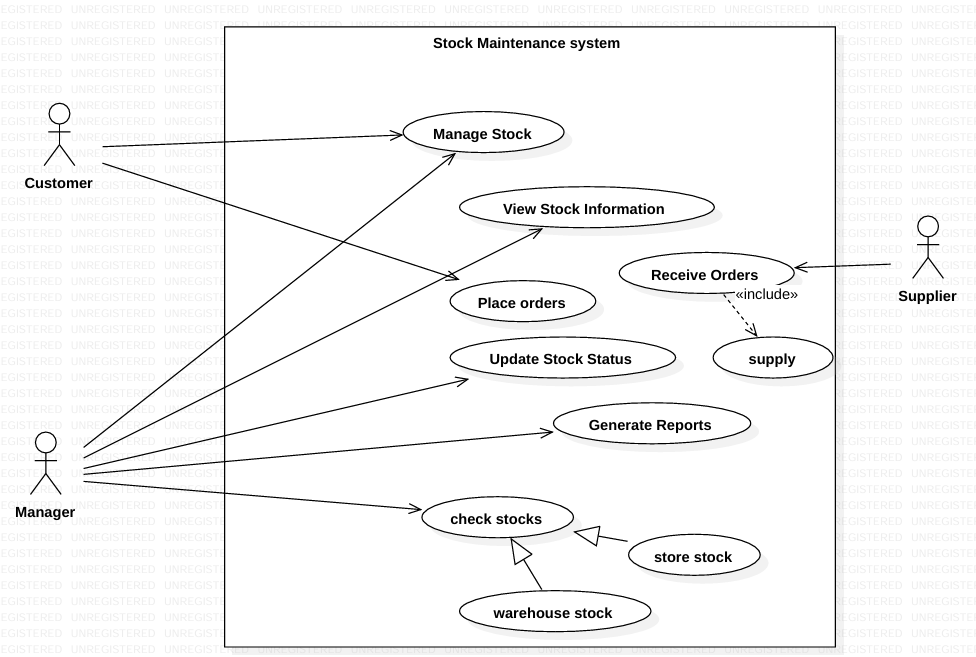 Stock Maintenance system
Customer
Manage Stock
View Stock Information
Receive Orders
«include»
Supplier
Place orders
Update Stock Status
supply
Generate Reports
Manager
check stocks
store stock
warehouse stock
UNREGISTERED